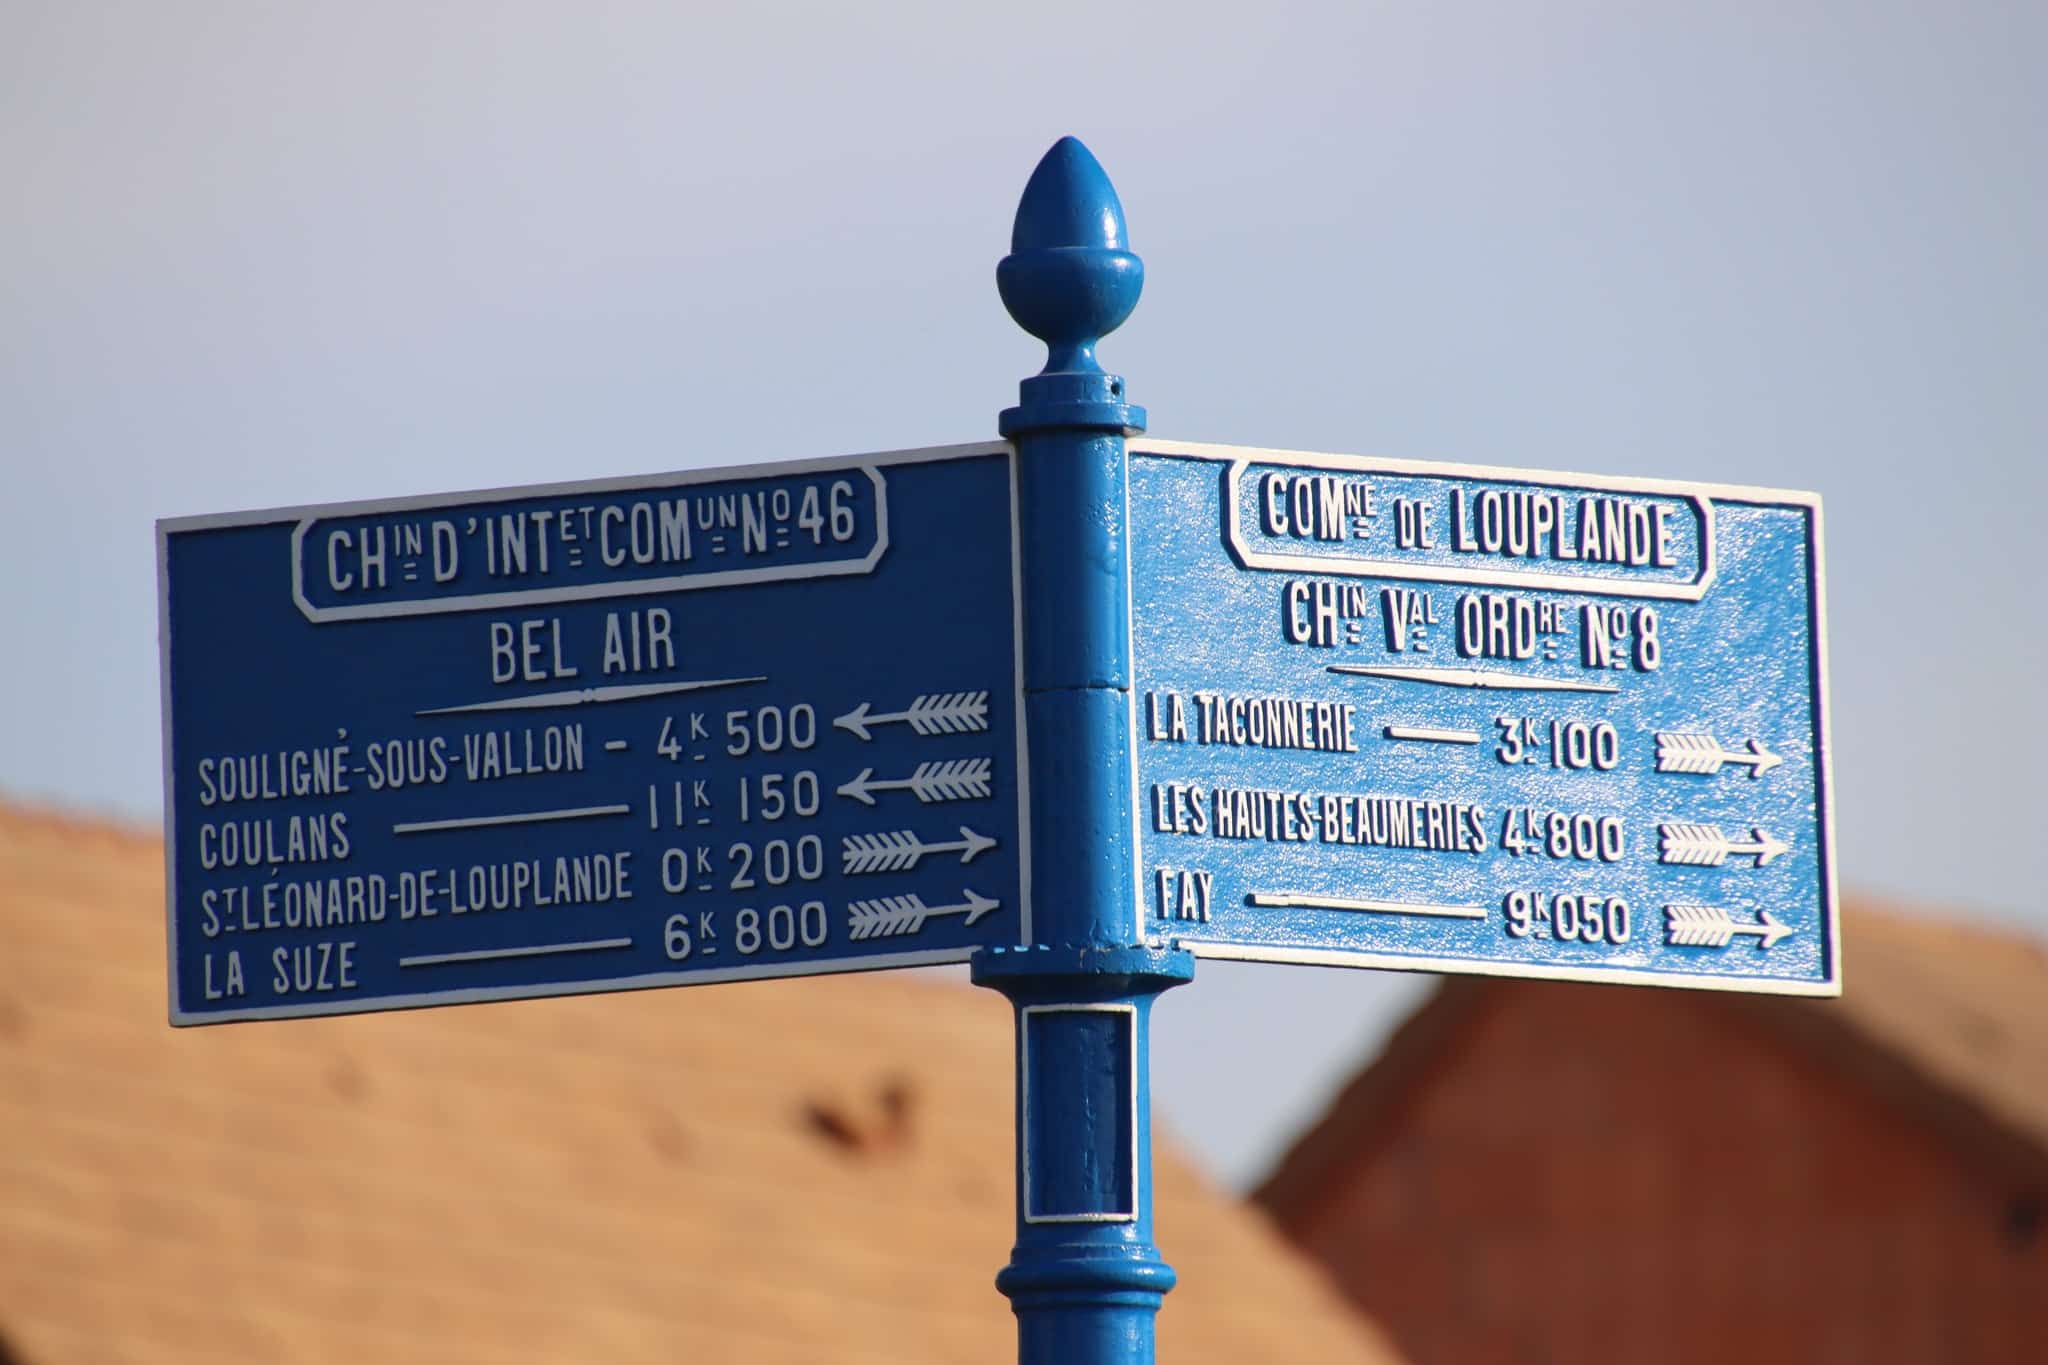 CHIN D'INTET COMUN NO 46
BEL AIR
SOULIGNÉ-SOUS-VALLON - 4K 500
COULANS — 11K 150
ST LÉONARD-DE-LOUPLANDE 0K 200
LA SUZE — 6K 800
COMNE DE LOUPLANDE
CHIN VAL ORDRE NO 8
LA TACONNERIE — 3K 100
LES HAUTES-BEAUMERIES 4K 800
FAY — 9K 050